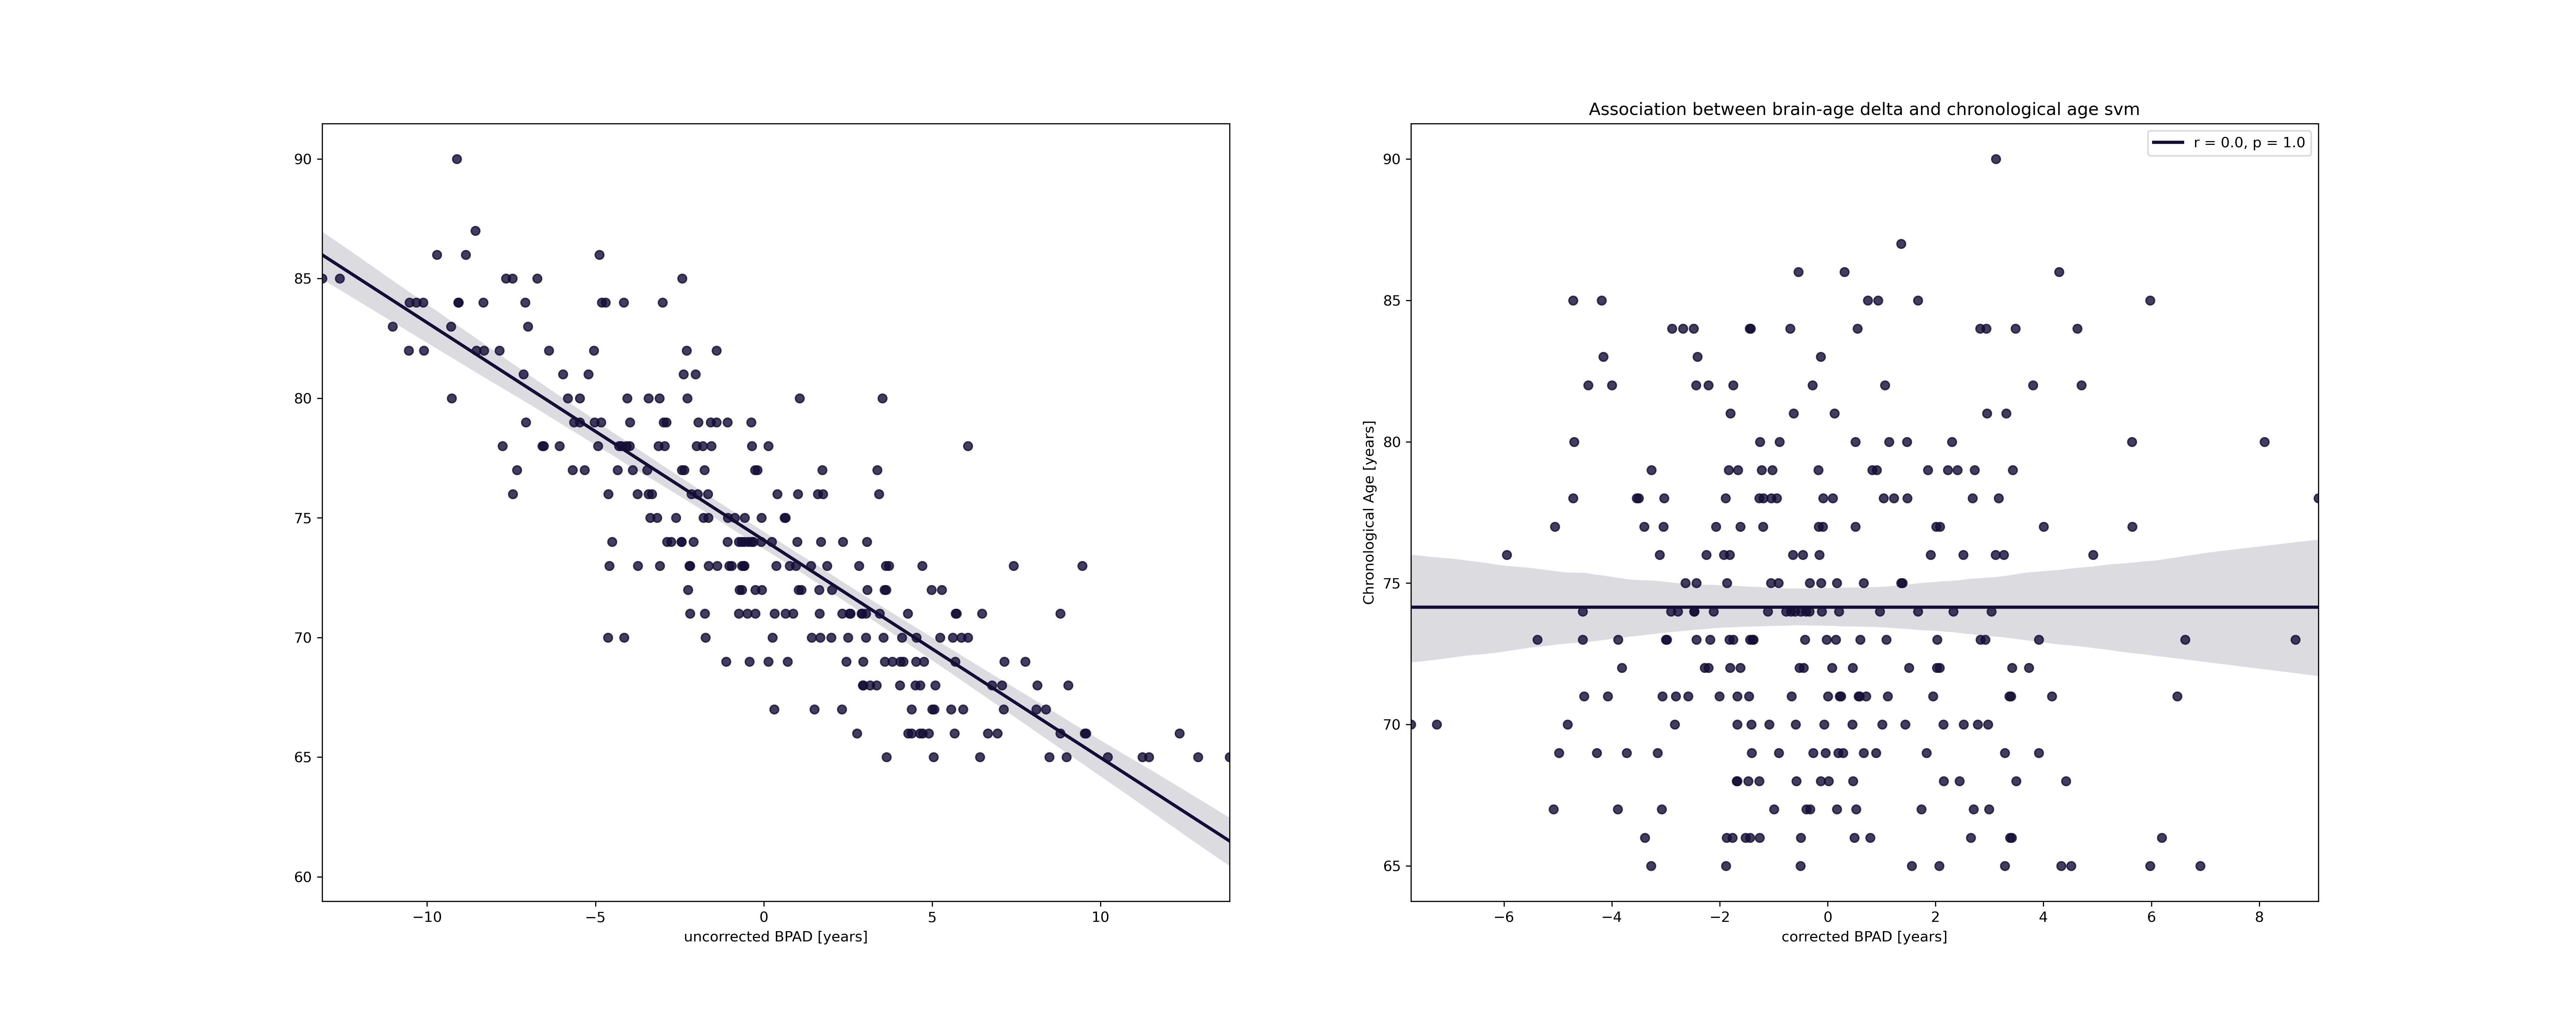 90
85
80
75
70
65
60
−10 −5 0 5 10
uncorrected BPAD [years]
Association between brain-age delta and chronological age svm
r = 0.0, p = 1.0
Chronological Age [years]
90
85
80
75
70
65
−6 −4 −2 0 2 4 6 8
corrected BPAD [years]